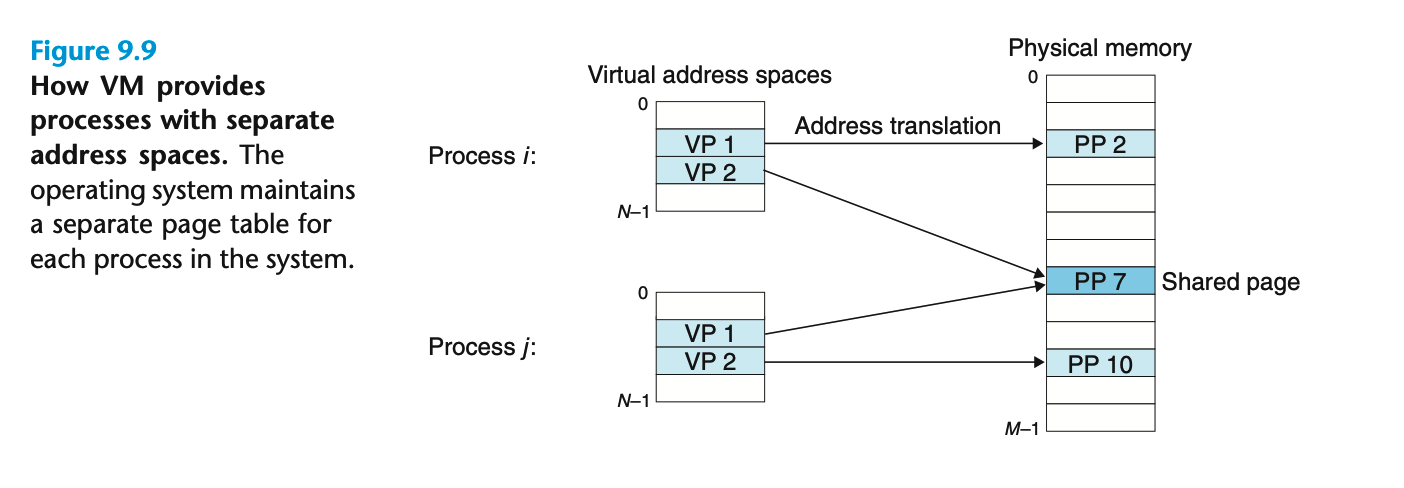 Figure 9.9
How VM provides
processes with separate
address spaces. The
operating system maintains
a separate page table for
each process in the system.
Physical memory
Virtual address spaces
0
0
Address translation
VP 1
PP 2
Process i:
VP 2
N–1
PP 7
Shared page
0
VP 1
Process j:
VP 2
PP 10
N–1
M–1